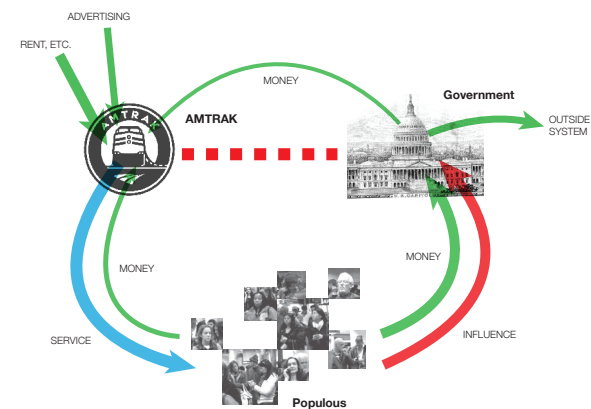 ADVERTISING
RENT, ETC.
MONEY
Government
AMTRAK
AMTRAK
OUTSIDE
SYSTEM
MONEY
MONEY
SERVICE
INFLUENCE
Populous